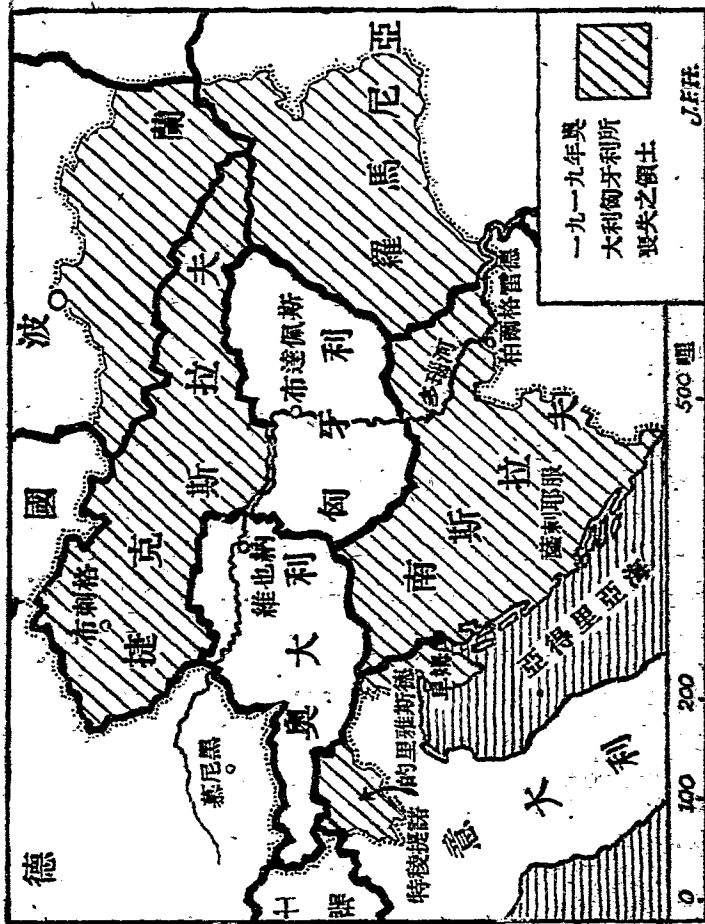 德國
波蘭
捷克斯拉夫
布剌格
慕尼黑
維也納
奧大利
匈牙利
布達佩斯
羅馬尼亞
多瑙河
柏爾格雷德
南斯拉夫
薩剌耶服
亞得里亞海
的里雅斯德
特稜提諾
意大利
瑞士
一九一九年奧
大利匈牙利所
喪失之領土
J.F.H.
0 100 200 500 哩